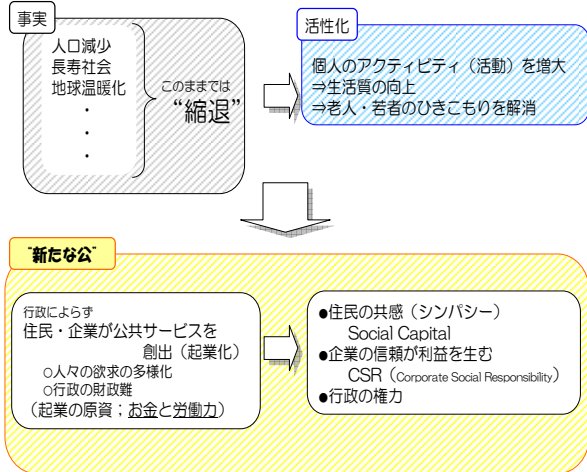 事実
人口減少
長寿社会
地球温暖化
・
・
・
このままでは
“縮退”
活性化
個人のアクティビティ（活動）を増大
⇒生活質の向上
⇒老人・若者のひきこもりを解消
“新たな公”
行政によらず
住民・企業が公共サービスを
創出（起業化）
○人々の欲求の多様化
○行政の財政難
（起業の原資；お金と労働力）
●住民の共感（シンパシー）
Social Capital
●企業の信頼が利益を生む
CSR（Corporate Social Responsibility）
●行政の権力